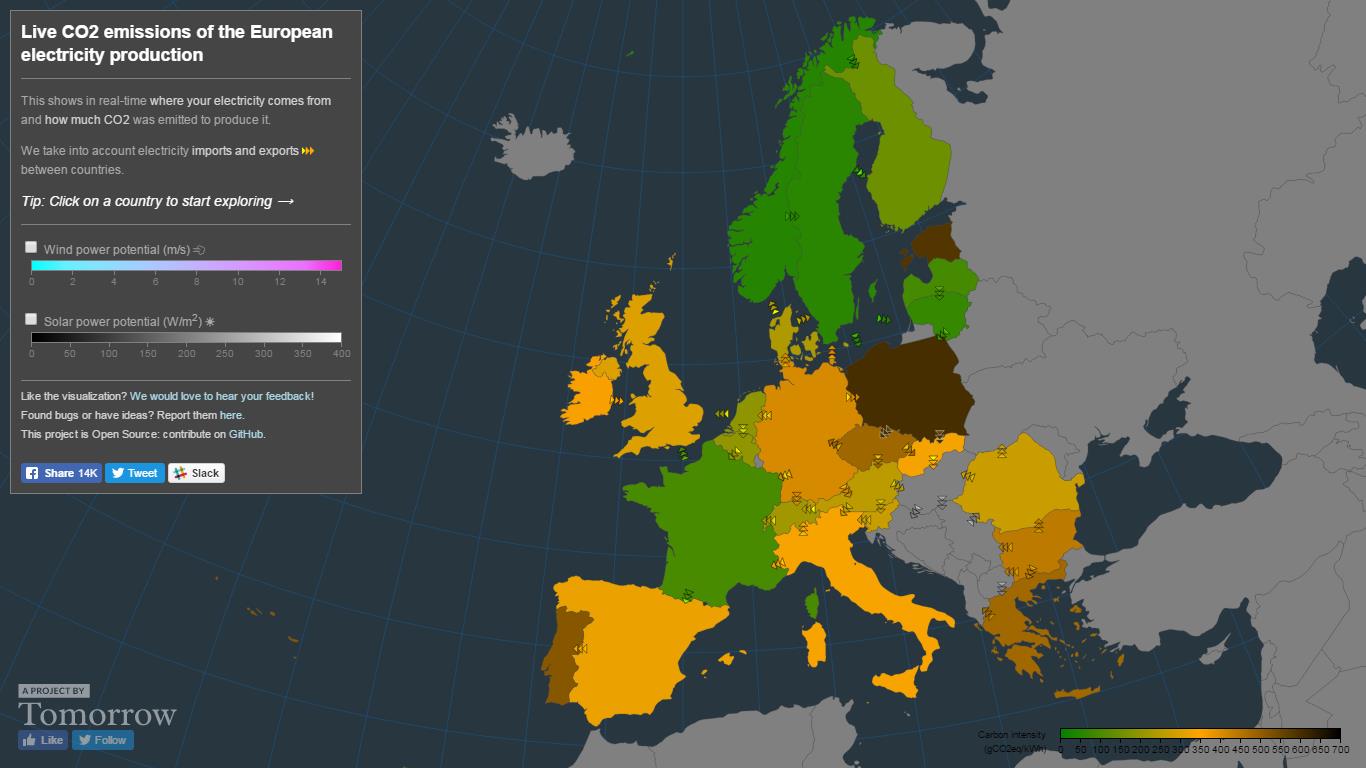 Live CO2 emissions of the European
electricity production
This shows in real-time where your electricity comes from
and how much CO2 was emitted to produce it.
We take into account electricity imports and exports
between countries.
Tip: Click on a country to start exploring →
Wind power potential (m/s)
0 2 4 6 8 10 12 14
Solar power potential (W/m2)
0 50 100 150 200 250 300 350 400
Like the visualization? We would love to hear your feedback!
Found bugs or have ideas? Report them here.
This project is Open Source: contribute on GitHub.
Share 14K Tweet Slack
A PROJECT BY
Tomorrow
Like Follow
Carbon intensity
(gCO2eq/kWh)
0 50 100 150 200 250 300 350 400 450 500 550 600 650 700